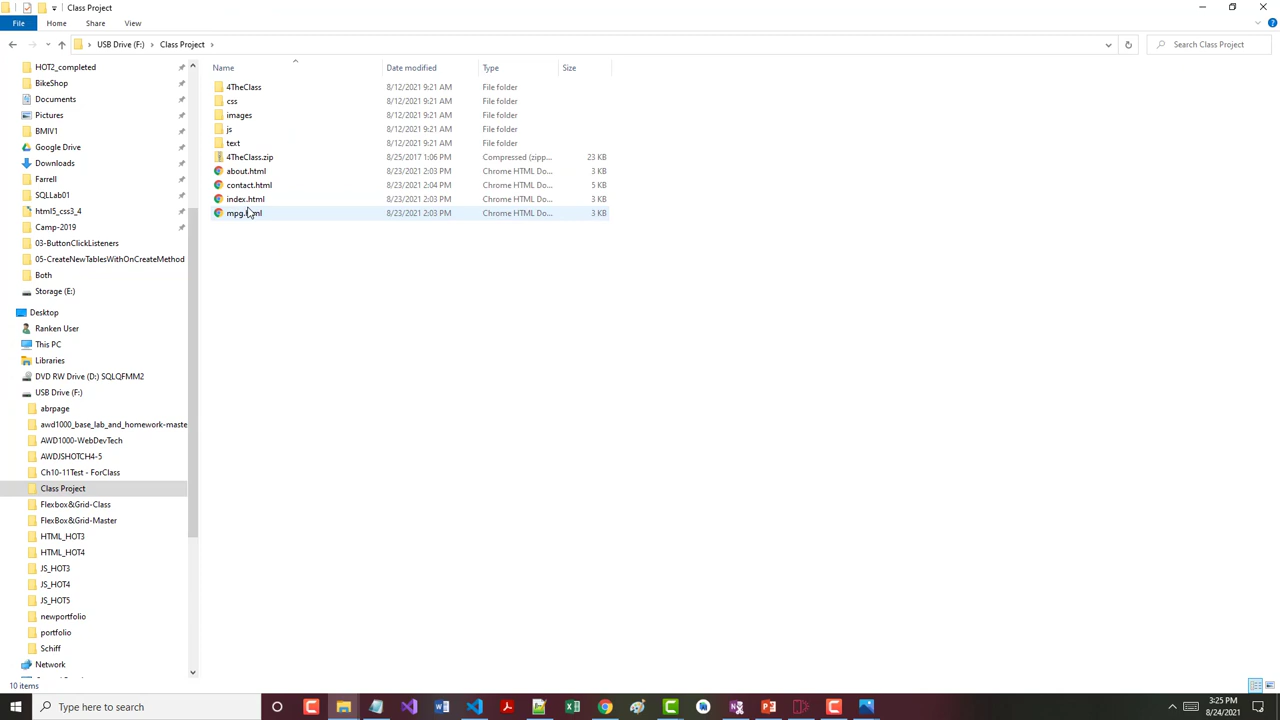 Class Project
File Home Share View
USB Drive (F:) Class Project Search Class Project
Name Date modified Type Size
HOT2_completed
BikeShop
Documents
Pictures
BMIV1
Google Drive
Downloads
Farrell
SQLLab01
html5_css3_4
Camp-2019
03-ButtonClickListeners
05-CreateNewTablesWithOnCreateMethod
Both
Storage (E:)
Desktop
Ranken User
This PC
Libraries
DVD RW Drive (D:) SQLQFMM2
USB Drive (F:)
abrpage
awd1000_base_lab_and_homework-maste
AWD1000-WebDevTech
AWDJSHOTCH4-5
Ch10-11Test - ForClass
Class Project
Flexbox&Grid-Class
FlexBox&Grid-Master
HTML_HOT3
HTML_HOT4
JS_HOT3
JS_HOT4
JS_HOT5
newportfolio
portfolio
Schiff
Network
4TheClass 8/12/2021 9:21 AM File folder
css 8/12/2021 9:21 AM File folder
images 8/12/2021 9:21 AM File folder
js 8/12/2021 9:21 AM File folder
text 8/12/2021 9:21 AM File folder
4TheClass.zip 8/25/2017 1:06 PM Compressed (zipp... 23 KB
about.html 8/23/2021 2:03 PM Chrome HTML Do... 3 KB
contact.html 8/23/2021 2:04 PM Chrome HTML Do... 5 KB
index.html 8/23/2021 2:03 PM Chrome HTML Do... 3 KB
mpg.html 8/23/2021 2:03 PM Chrome HTML Do... 3 KB
10 items
Type here to search
3:25 PM
8/24/2021